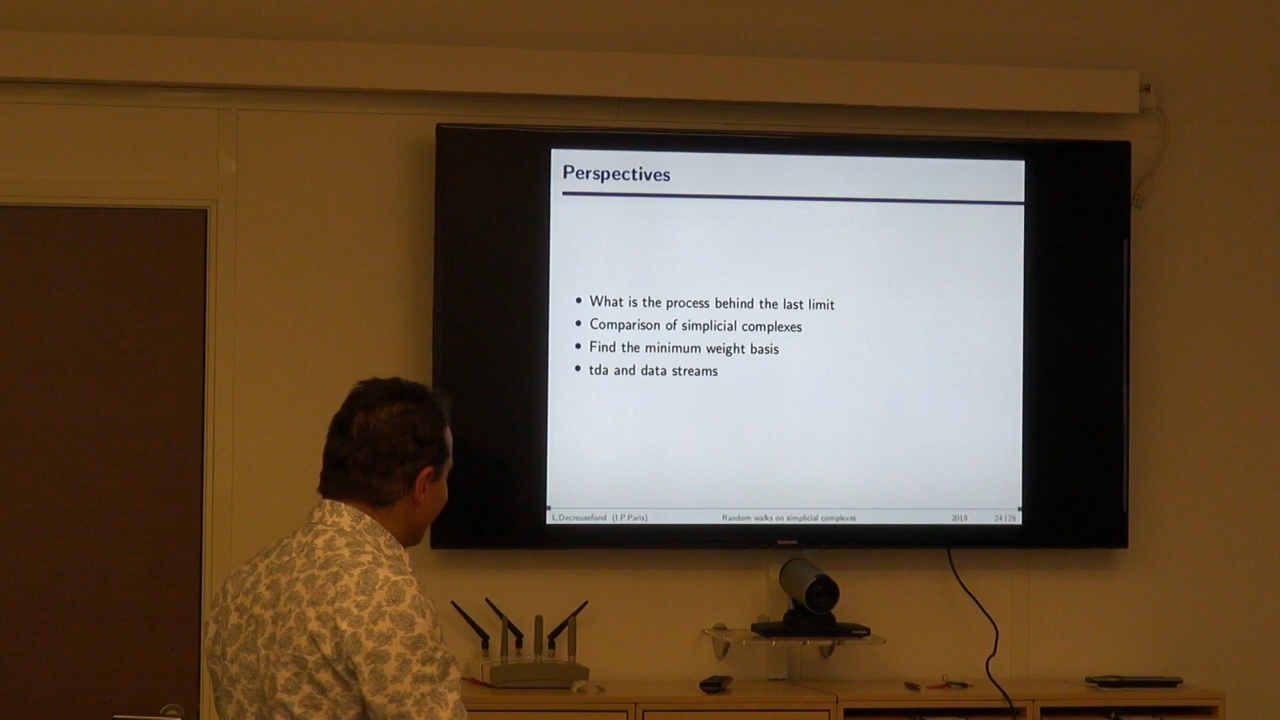 Perspectives
• What is the process behind the last limit
• Comparison of simplicial complexes
• Find the minimum weight basis
• tda and data streams
L.Decreusefond (I.P.Paris) Random walks on simplicial complexes 2019 24 | 26
SAMSUNG